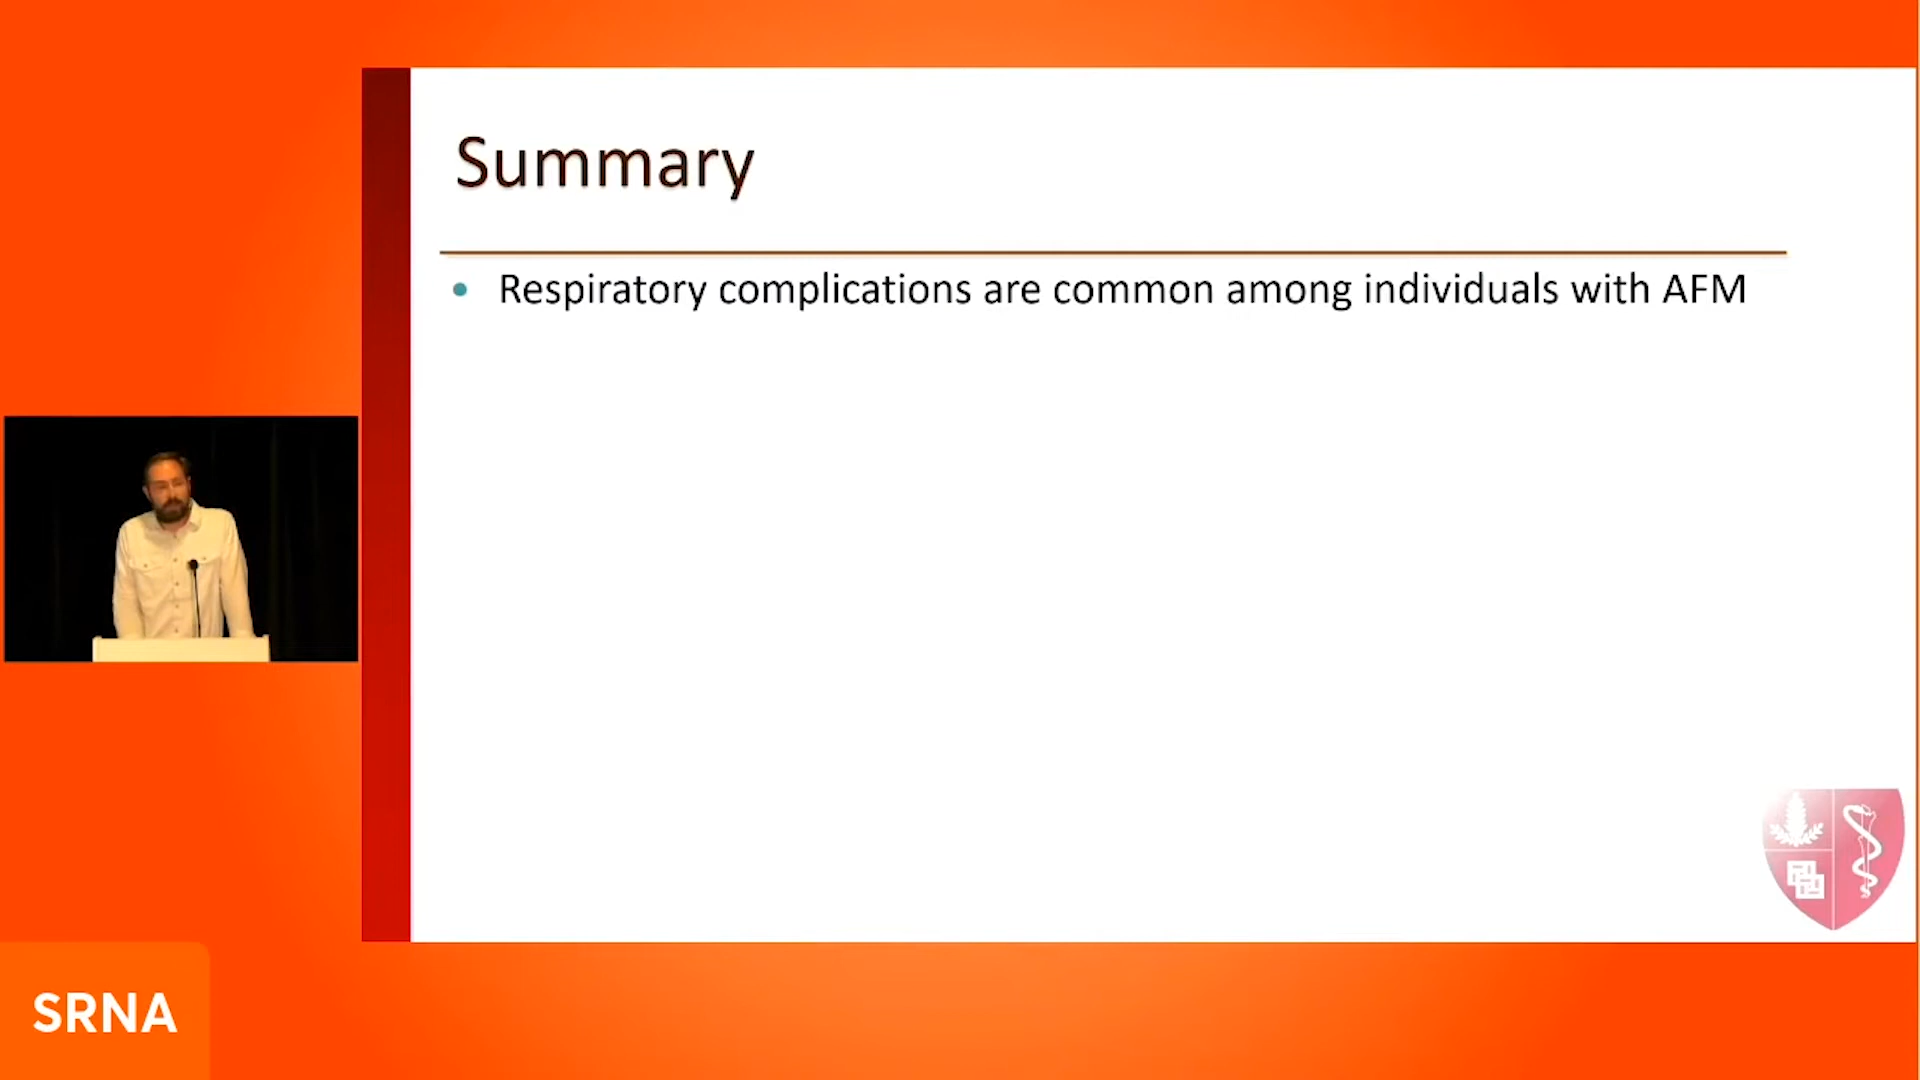 Summary
• Respiratory complications are common among individuals with AFM
SRNA